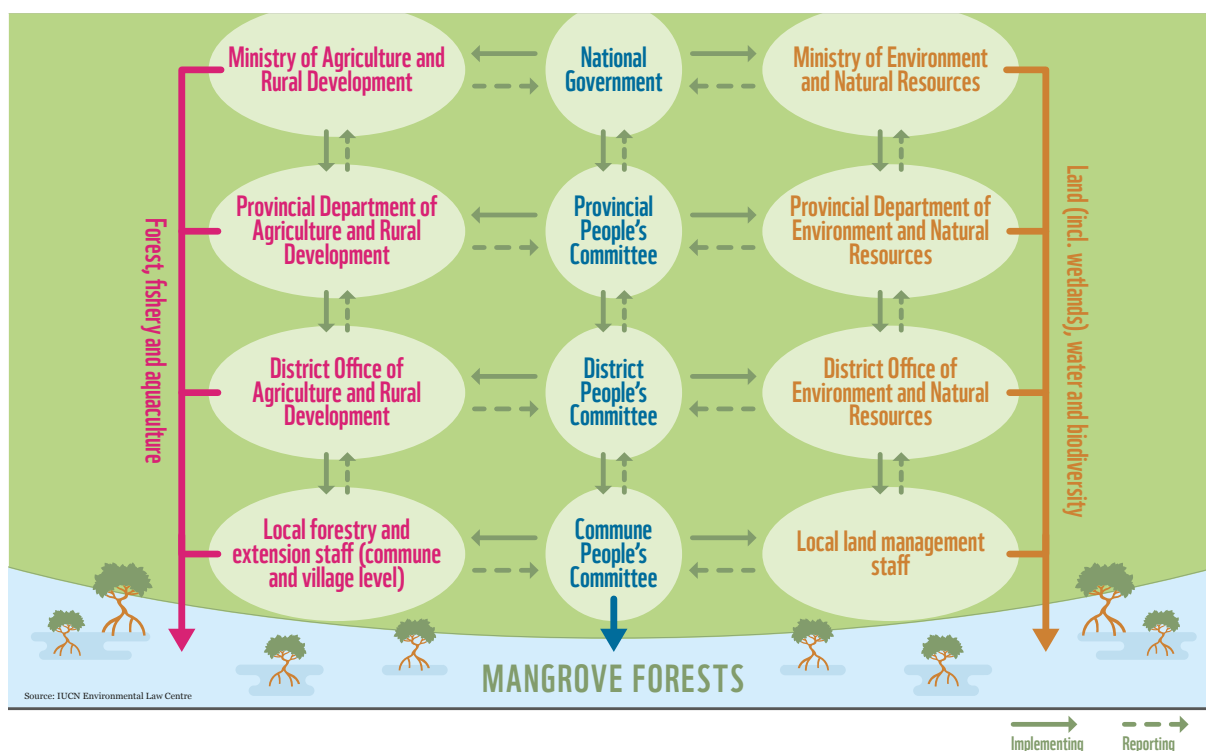 Ministry of Agriculture and
Rural Development
National
Government
Ministry of Environment
and Natural Resources
Provincial Department of
Agriculture and Rural
Development
Provincial
People's
Committee
Provincial Department of
Environment and Natural
Resources
Forest, fishery and aquaculture
Land (incl. wetlands), water and biodiversity
District Office of
Agriculture and Rural
Development
District
People's
Committee
District Office of
Environment and Natural
Resources
Local forestry and
extension staff (commune
and village level)
Commune
People's
Committee
Local land management
staff
MANGROVE FORESTS
Source: IUCN Environmental Law Centre
Implementing
Reporting